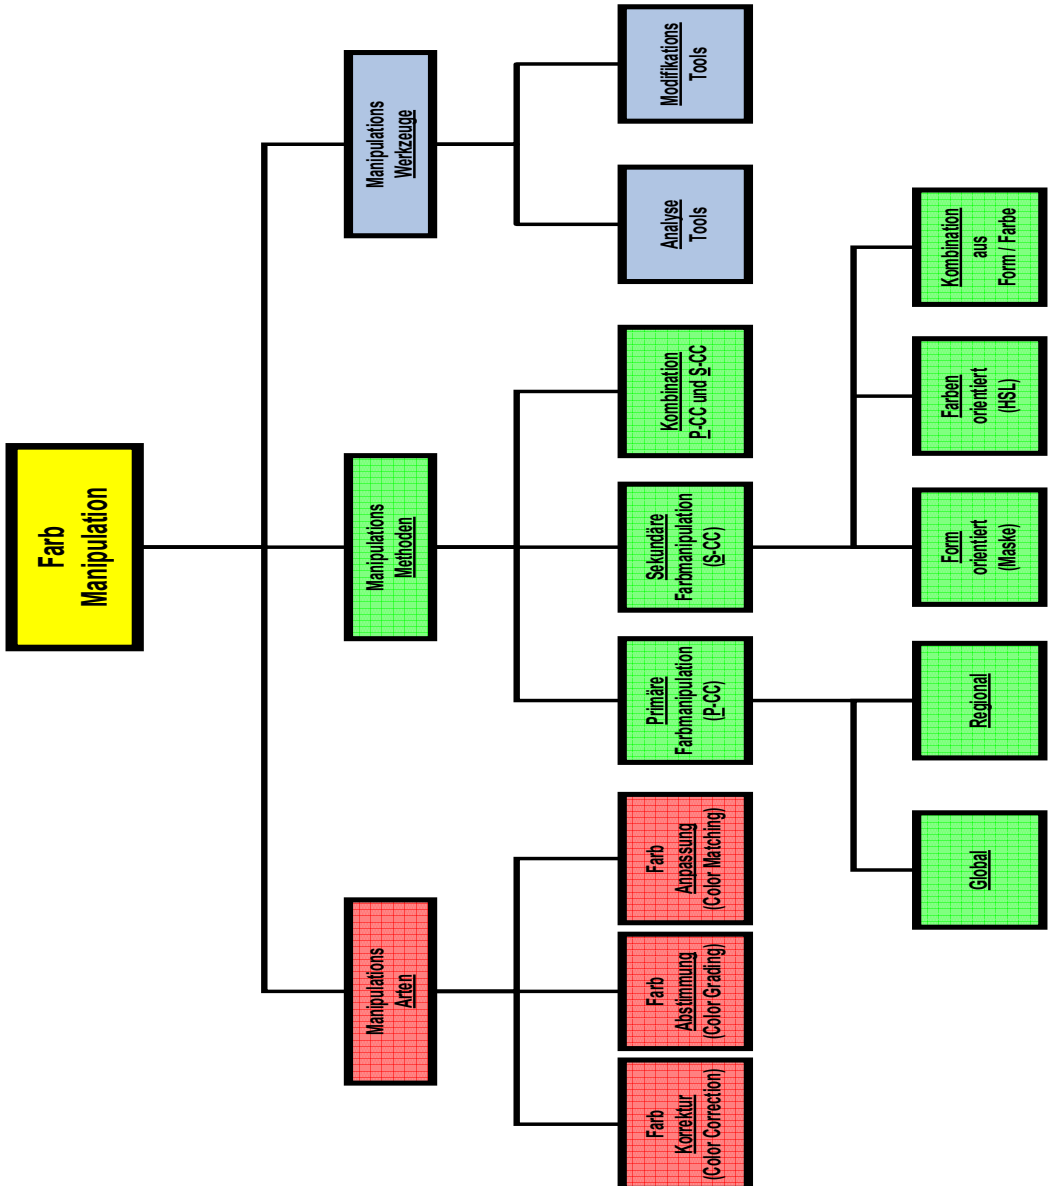 Farb
Manipulation
Manipulations
Arten
Manipulations
Methoden
Manipulations
Werkzeuge
Farb
Korrektur
(Color Correction)
Farb
Abstimmung
(Color Grading)
Farb
Anpassung
(Color Matching)
Primäre
Farbmanipulation
(P-CC)
Sekundäre
Farbmanipulation
(S-CC)
Kombination
P-CC und S-CC
Analyse
Tools
Modifikations
Tools
Global
Regional
Form
orientiert
(Maske)
Farben
orientiert
(HSL)
Kombination
aus
Form / Farbe